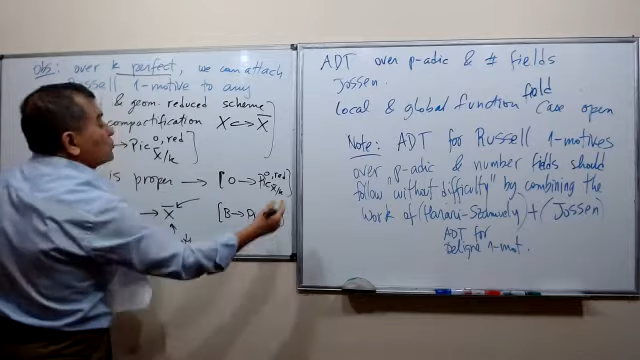 Obs: over k perfect, we can attach
Russell 1-motive to any
& geom. reduced scheme
compactification X ↪ X̄
→ Pic^{0,red}_{X̄/k} ]
is proper → [0 → Pic^{0,red}_{X̄/k}]
→ X̄ [B →
ADT over p-adic & # fields
Jossen.
local & global function field case open
Note: ADT for Russell 1-motives
over "p-adic & number fields should
follow "without difficulty" by combining the
work of (Harari-Szamuely) + (Jossen)
ADT for
Deligne 1-mot.